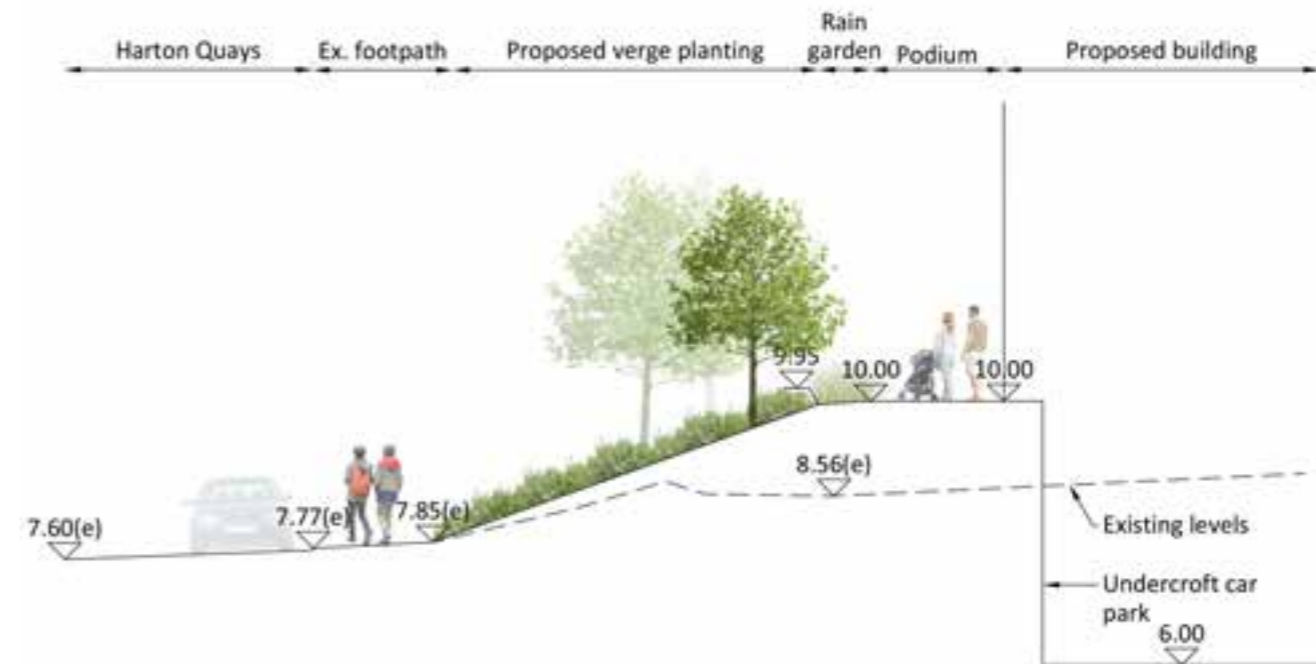 Harton Quays
Ex. footpath
Proposed verge planting
Rain
garden
Podium
Proposed building
9.95
10.00
10.00
8.56(e)
7.60(e)
7.77(e)
7.85(e)
Existing levels
Undercroft car
park
6.00